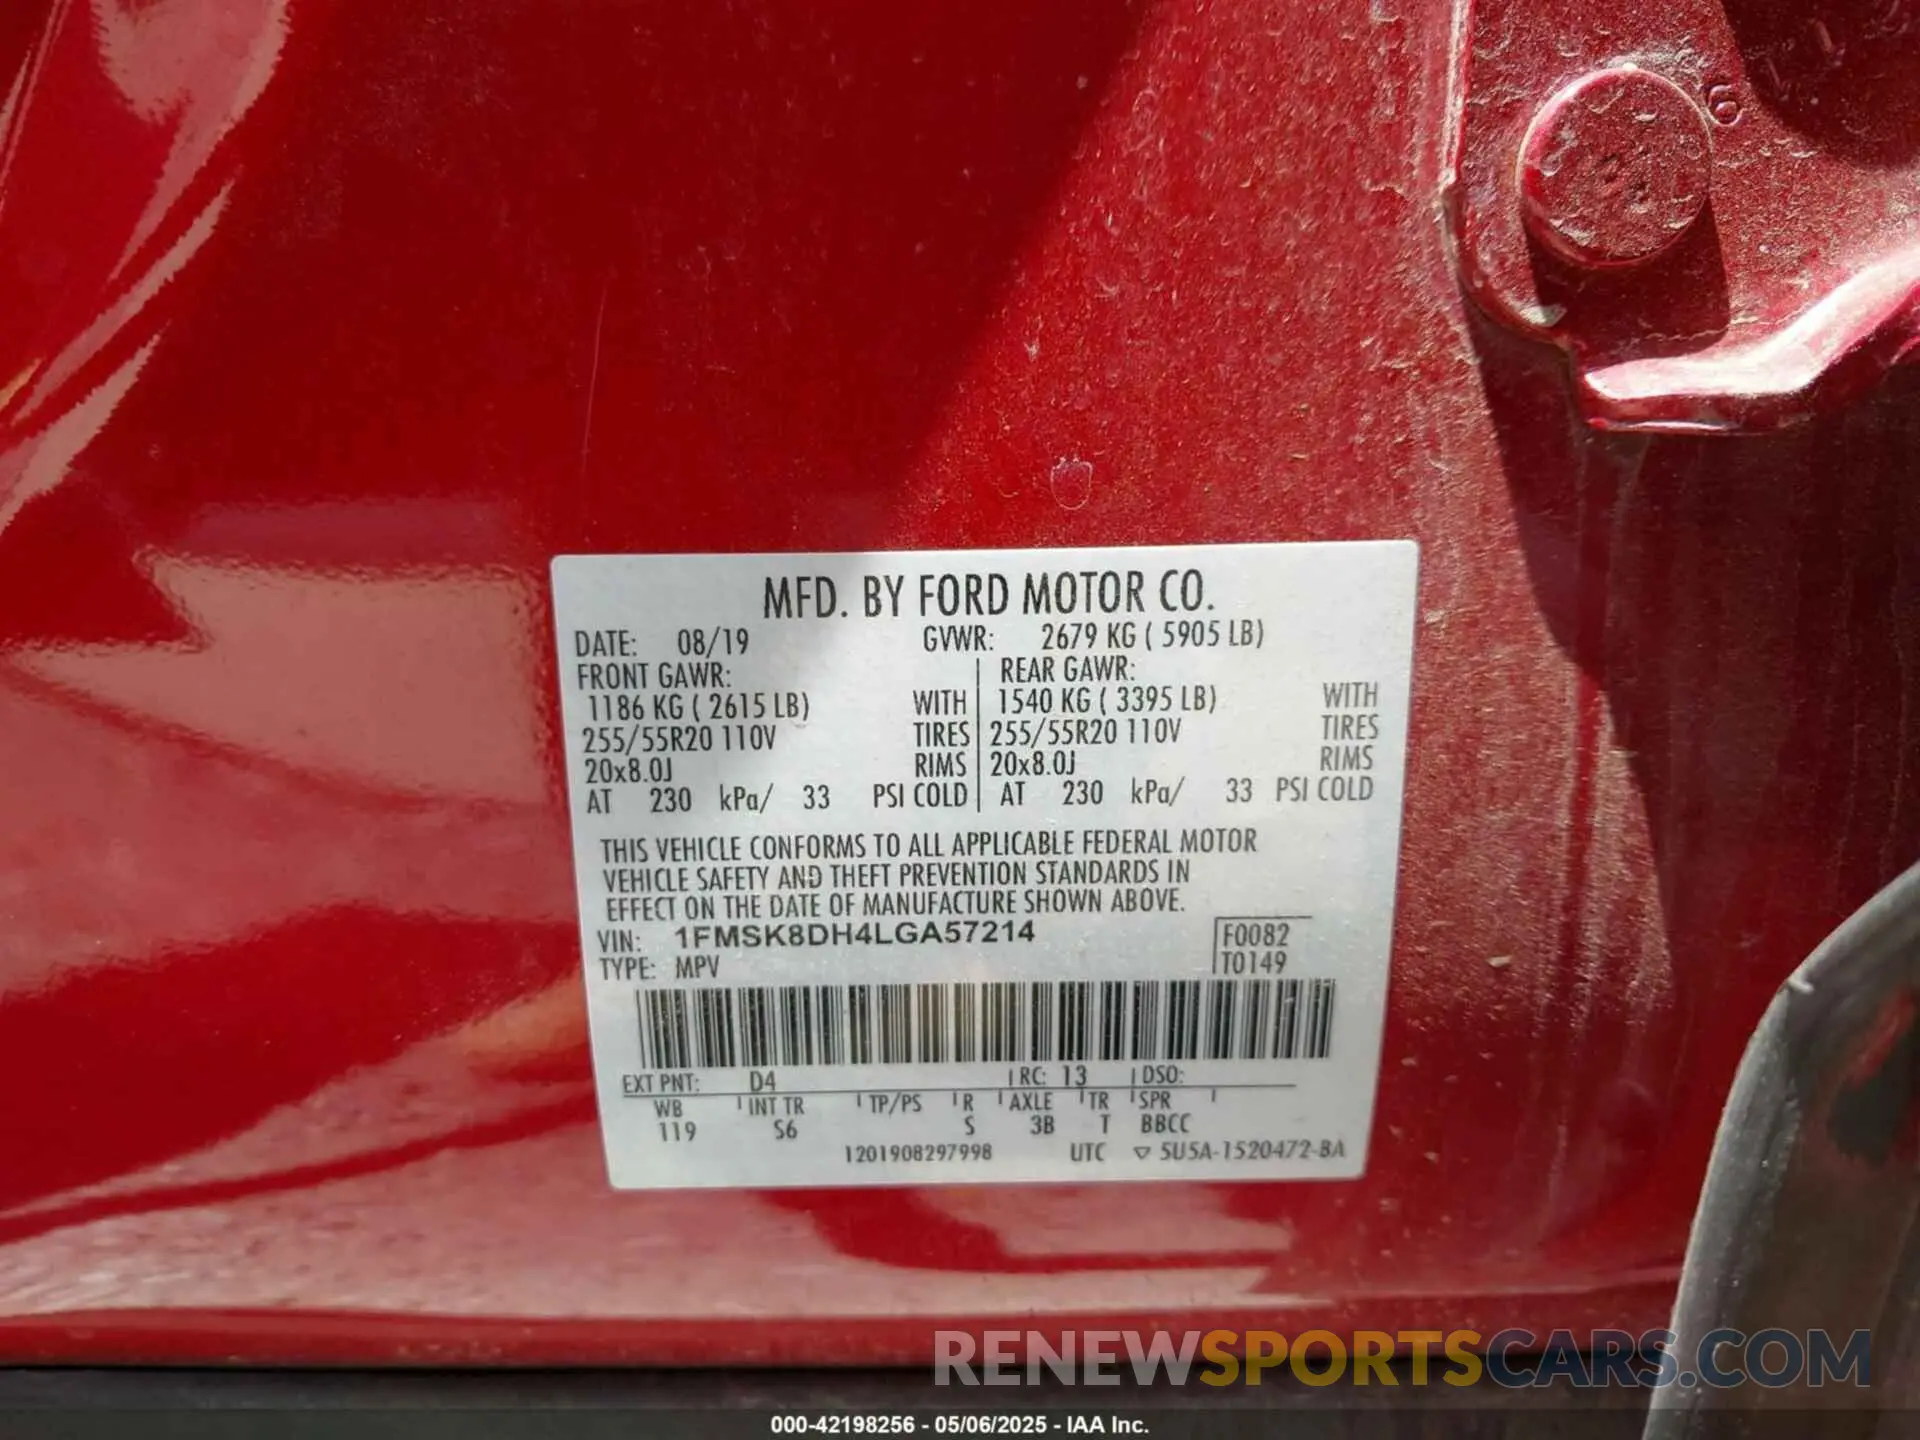 MFD. BY FORD MOTOR CO.
DATE: 08/19 GVWR: 2679 KG ( 5905 LB)
FRONT GAWR: REAR GAWR:
1186 KG ( 2615 LB) WITH 1540 KG ( 3395 LB) WITH
255/55R20 110V TIRES 255/55R20 110V TIRES
20x8.0J RIMS 20x8.0J RIMS
AT 230 kPa/ 33 PSI COLD AT 230 kPa/ 33 PSI COLD
THIS VEHICLE CONFORMS TO ALL APPLICABLE FEDERAL MOTOR
VEHICLE SAFETY AND THEFT PREVENTION STANDARDS IN
EFFECT ON THE DATE OF MANUFACTURE SHOWN ABOVE.
VIN: 1FMSK8DH4LGA57214 F0082
TYPE: MPV T0149
EXT PNT: D4 RC: 13 DSO:
WB INT TR TP/PS R AXLE TR SPR
119 S6 S 3B T BBCC
1201908297998 UTC ▽ 5U5A-1520472-BA
RENEWSPORTSCARS.COM
000-42198256 - 05/06/2025 - IAA Inc.